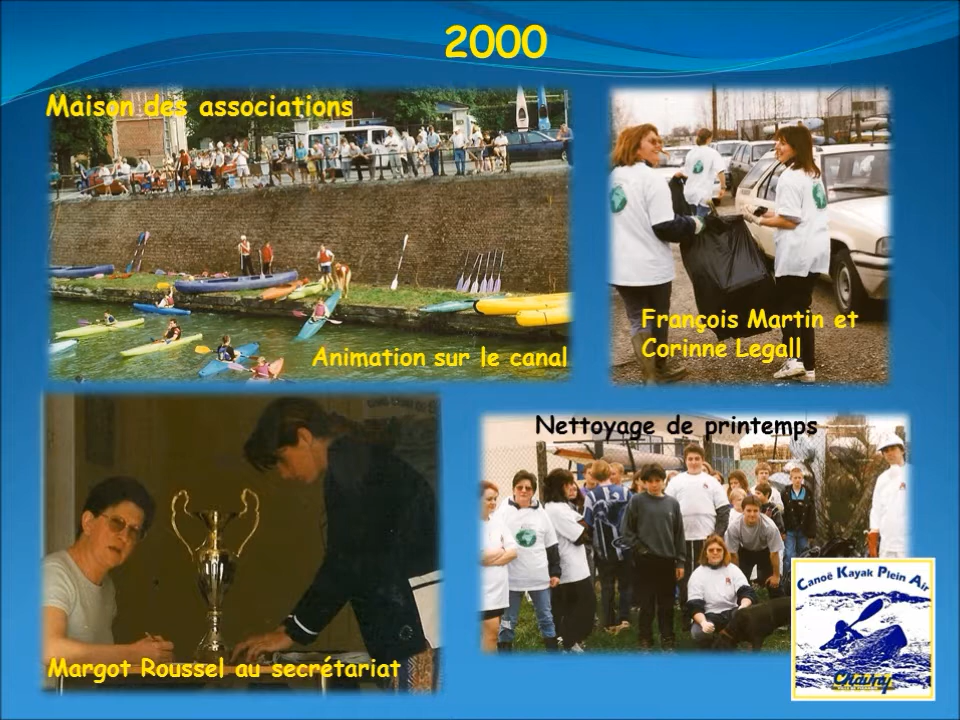 2000
Maison des associations
Animation sur le canal
François Martin et
Corinne Legall
Nettoyage de printemps
Margot Roussel au secrétariat
Canoë Kayak Plein Air
Chauny